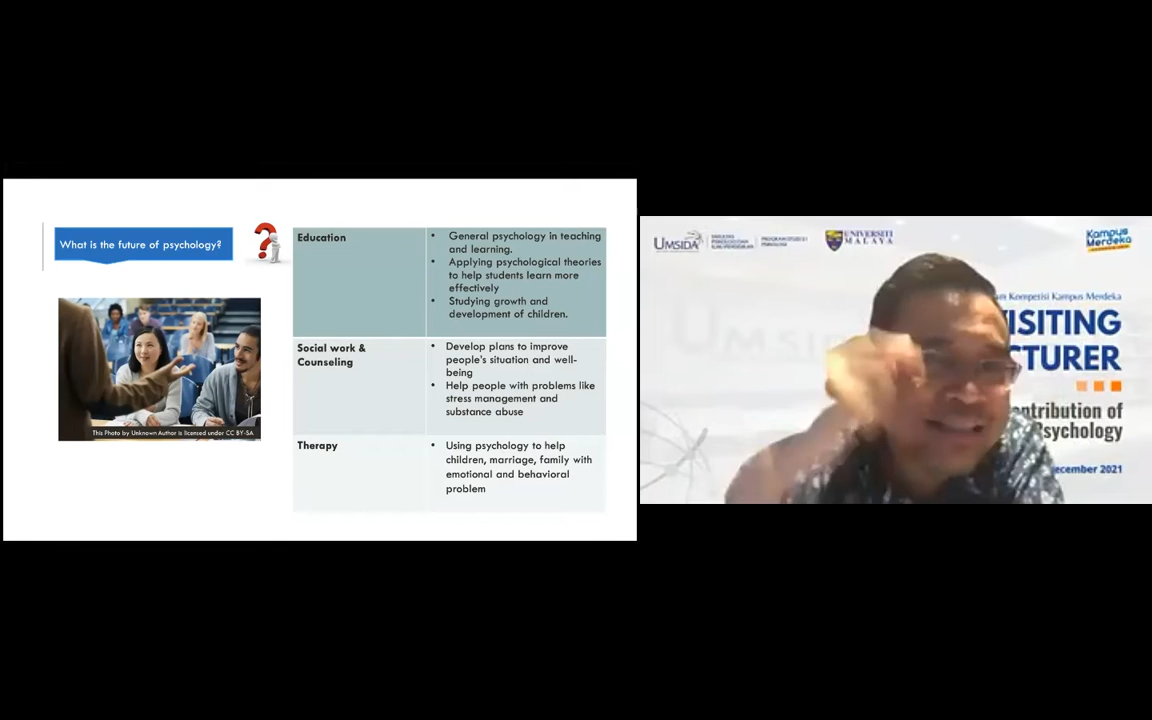 What is the future of psychology?
This Photo by Unknown Author is licensed under CC BY-SA
Education
• General psychology in teaching
and learning.
• Applying psychological theories
to help students learn more
effectively
• Studying growth and
development of children.
Social work &
Counseling
• Develop plans to improve
people's situation and well-
being
• Help people with problems like
stress management and
substance abuse
Therapy
• Using psychology to help
children, marriage, family with
emotional and behavioral
problem
UMSIDA
UNIVERSITI
MALAYA
Kampus
Merdeka
Kompetisi Kampus Merdeka
ISITING
CTURER
ntribution of
Psychology
ecember 2021